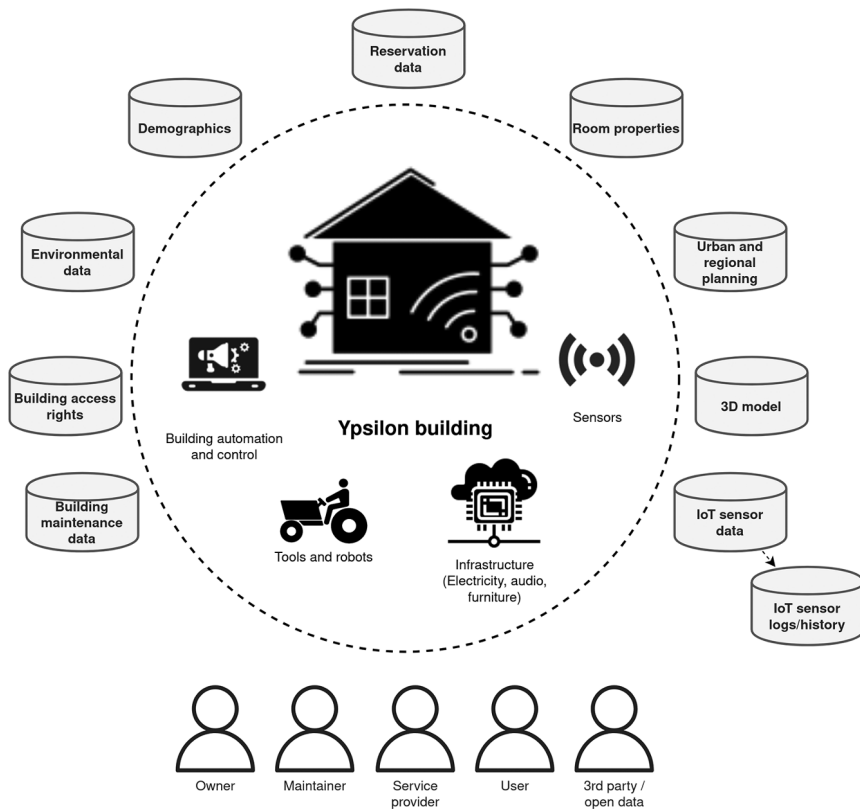 Reservation
data
Demographics
Room properties
Environmental
data
Urban and
regional
planning
Building access
rights
3D model
Building
maintenance
data
IoT sensor
data
IoT sensor
logs/history
Ypsilon building
Building automation
and control
Sensors
Tools and robots
Infrastructure
(Electricity, audio,
furniture)
Owner
Maintainer
Service
provider
User
3rd party /
open data